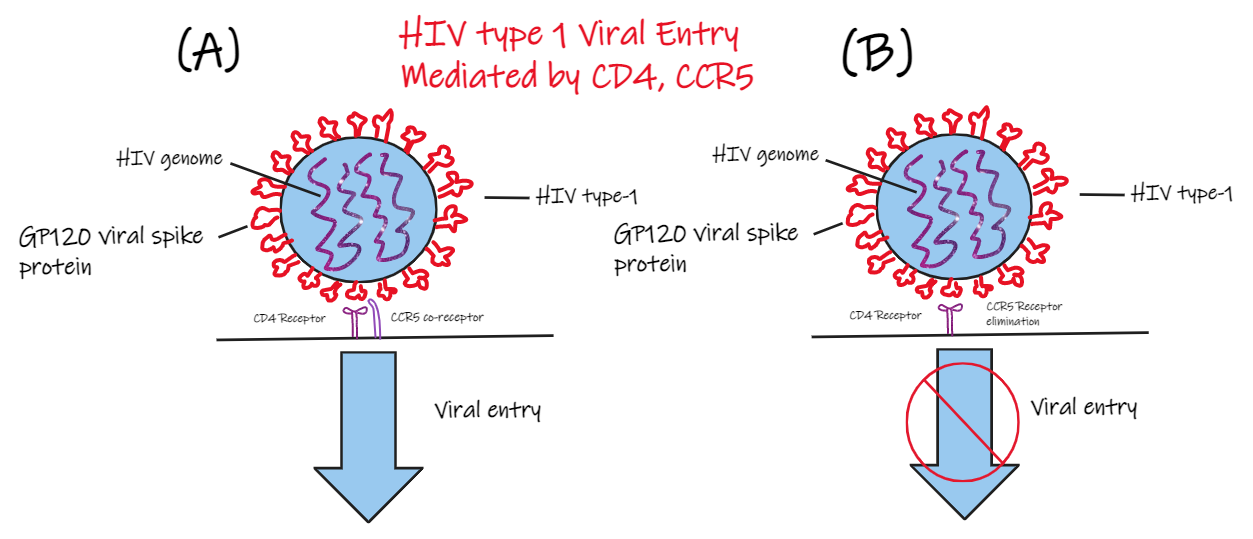 (A)
HIV type 1 Viral Entry
Mediated by CD4, CCR5
(B)
HIV genome
HIV type-1
GP120 viral spike
protein
CD4 Receptor
CCR5 co-receptor
Viral entry
HIV genome
HIV type-1
GP120 viral spike
protein
CD4 Receptor
CCR5 Receptor
elimination
Viral entry